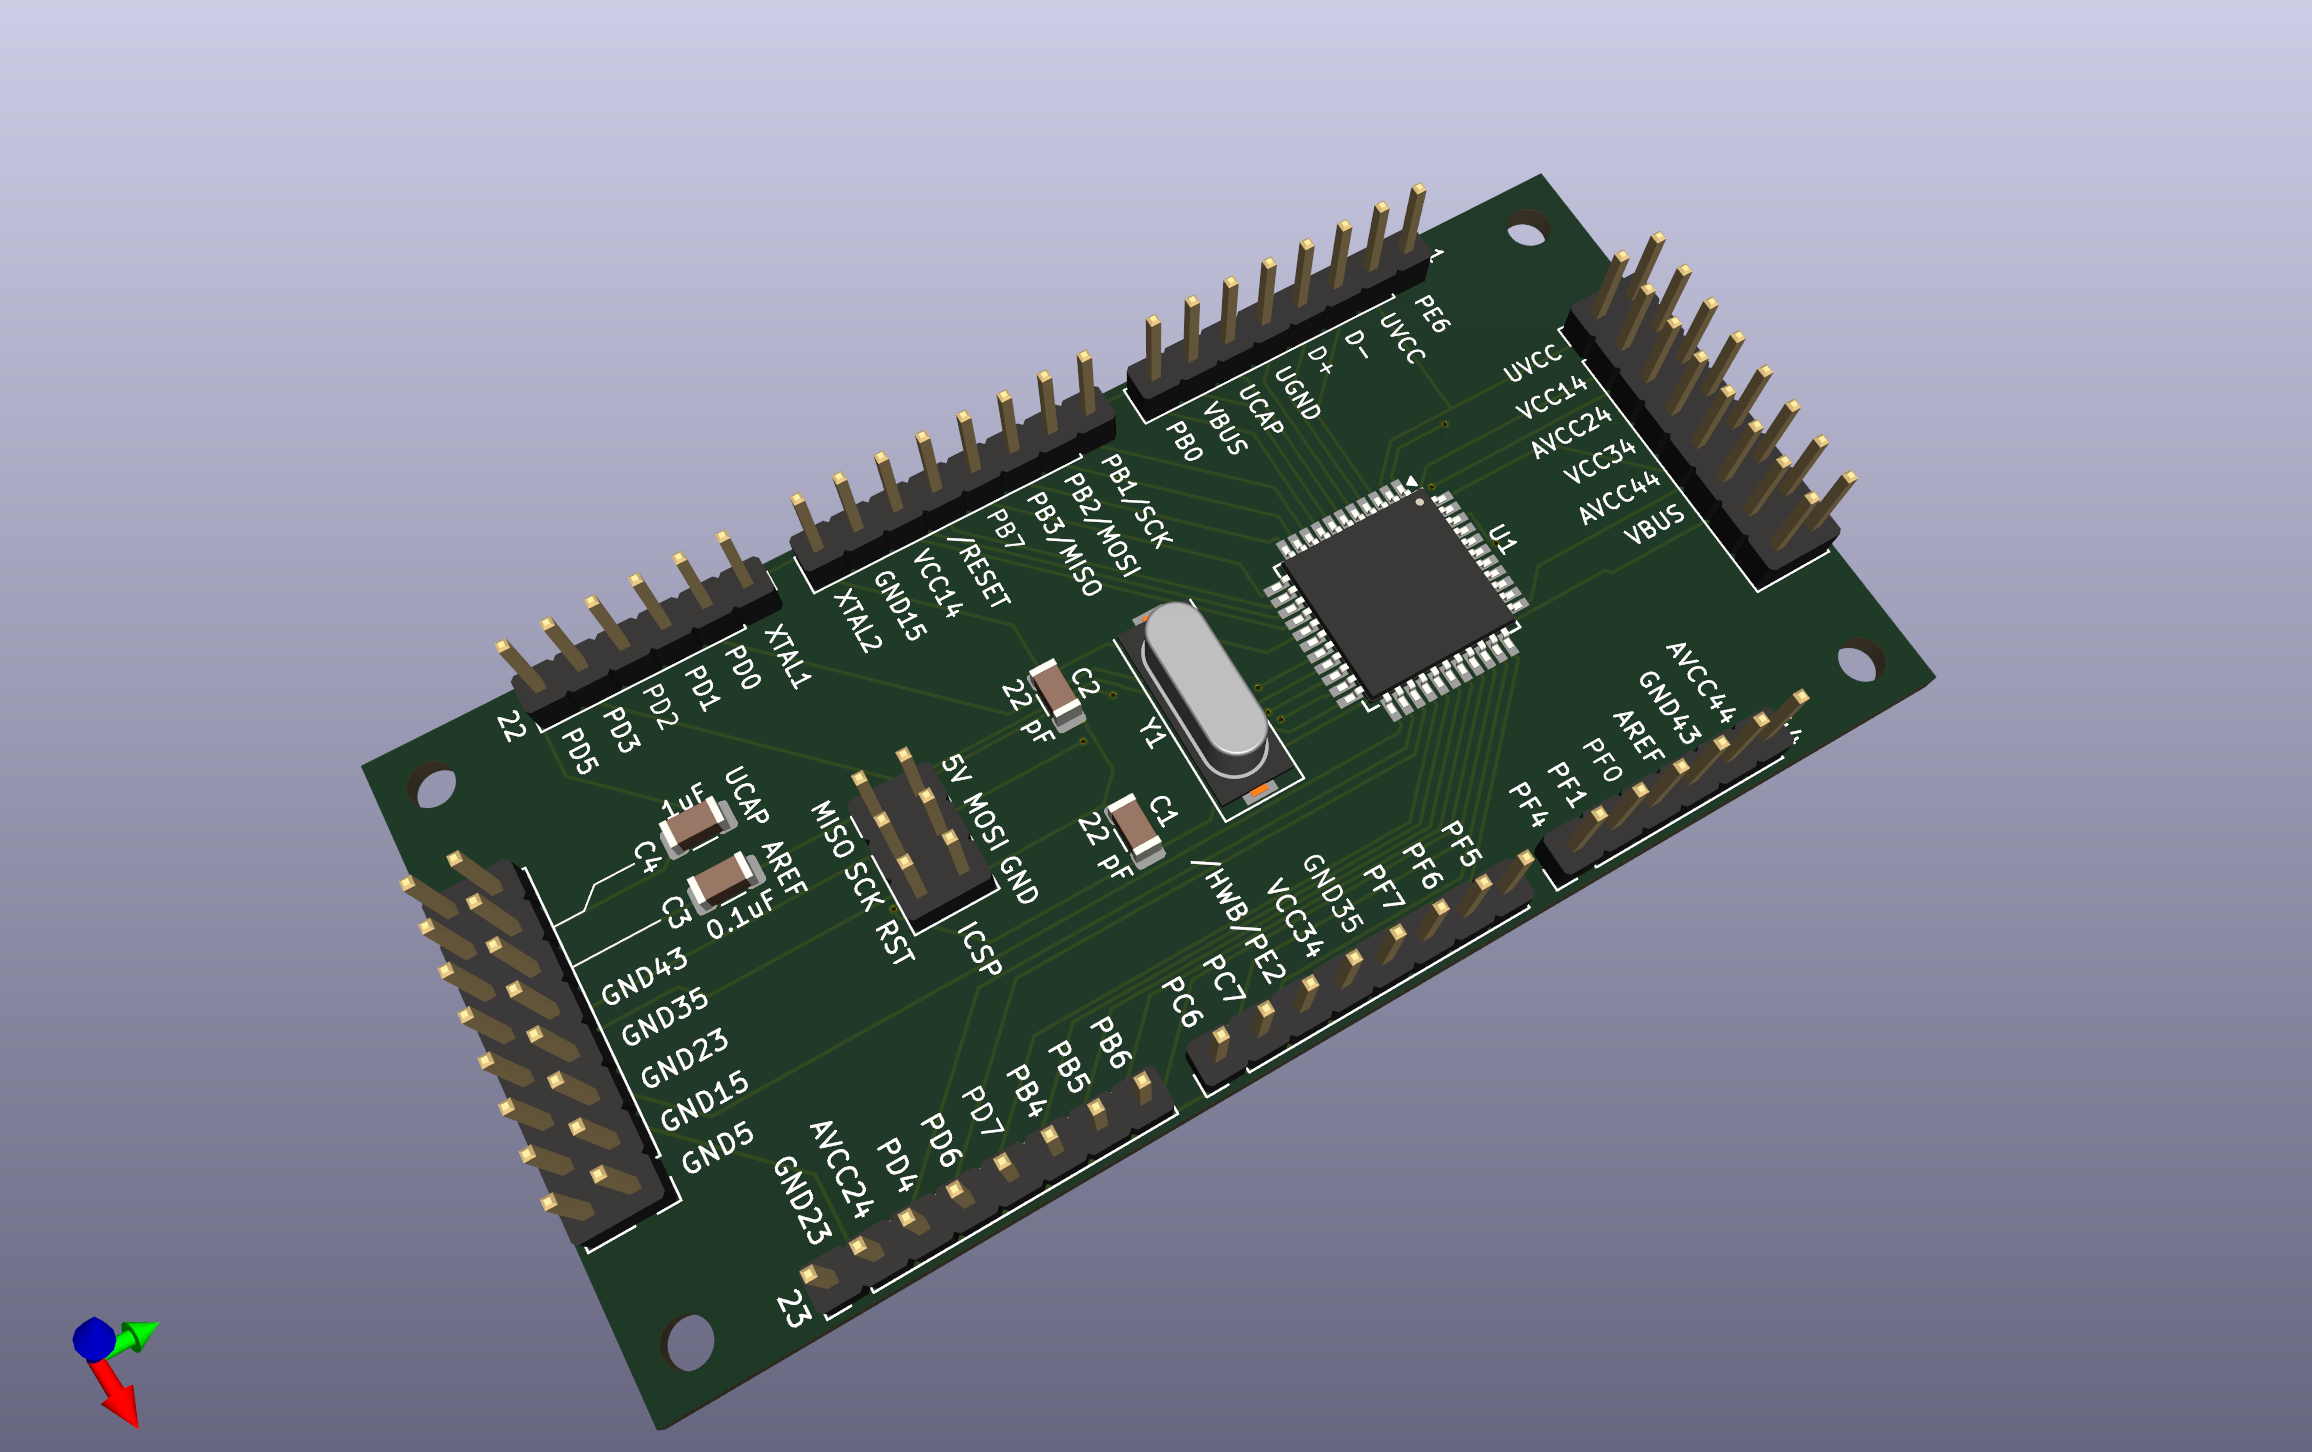 PE6
UVCC
D-
D+
UGND
UCAP
VBUS
PB0
PB1/SCK
PB2/MOSI
PB3/MISO
PB7
/RESET
VCC14
GND15
XTAL2
XTAL1
PD0
PD1
PD2
PD3
PD5
22
UVCC
VCC14
AVCC24
VCC34
AVCC44
VBUS
U1
Y1
C2
22 PF
C1
22 PF
1uF
UCAP
C4
AREF
C3
0.1uF
5V MOSI GND
MISO SCK RST
ICSP
GND43
GND35
GND23
GND15
GND5
AVCC44
GND43
AREF
PF0
PF1
PF4
PF5
PF6
PF7
GND35
VCC34
/HWB/PE2
PC7
PC6
PB6
PB5
PB4
PD7
PD6
PD4
AVCC24
GND23
23